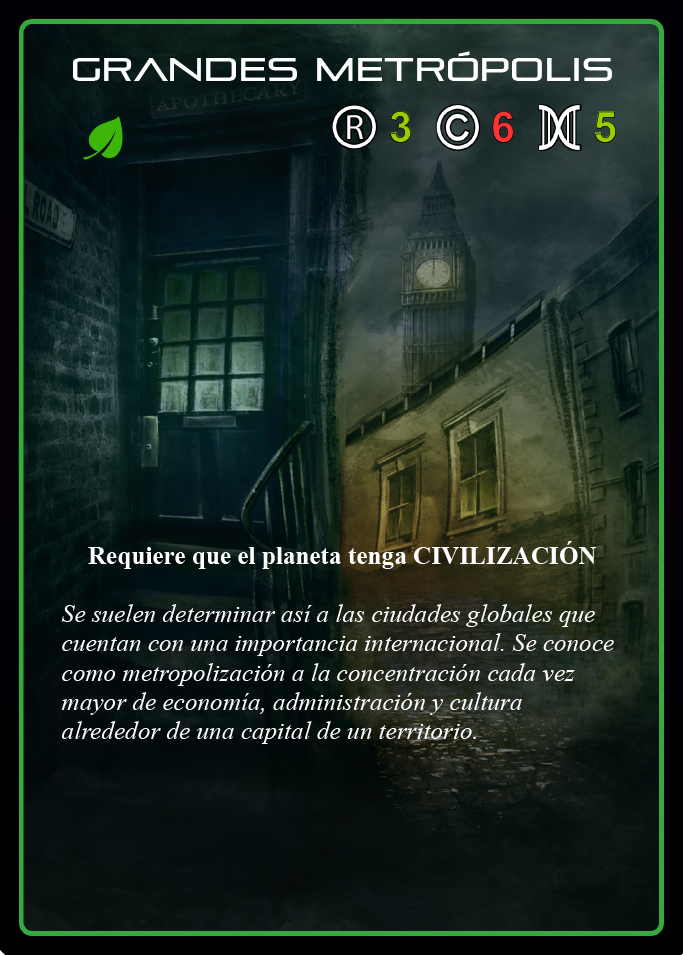 GRANDES METRÓPOLIS
APOTHECARY
® 3 © 6 5
ROAD
Requiere que el planeta tenga CIVILIZACIÓN
Se suelen determinar así a las ciudades globales que
cuentan con una importancia internacional. Se conoce
como metropolización a la concentración cada vez
mayor de economía, administración y cultura
alrededor de una capital de un territorio.